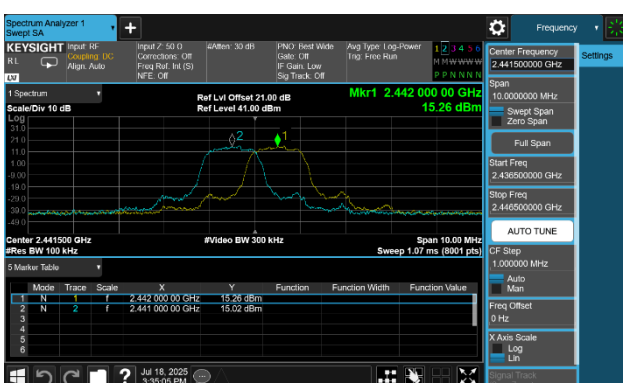 Spectrum Analyzer 1
Swept SA
Frequency
KEYSIGHT
RL
LXI
Input: RF
Coupling: DC
Align: Auto
Input Z: 50 Ω
Corrections: Off
Freq Ref: Int (S)
NFE: Off
#Atten: 30 dB
PNO: Best Wide
Gate: Off
IF Gain: Low
Sig Track: Off
Avg Type: Log-Power
Trig: Free Run
1 2 3 4 5 6
M M W W W W
P P N N N N
1 Spectrum
Scale/Div 10 dB
Ref Lvl Offset 21.00 dB
Ref Level 41.00 dBm
Mkr1 2.442 000 00 GHz
15.26 dBm
Log
31.0
21.0
11.0
1.00
-9.00
-19.0
-29.0
-39.0
-49.0
2
1
Center 2.441500 GHz
#Res BW 100 kHz
#Video BW 300 kHz
Span 10.00 MHz
Sweep 1.07 ms (8001 pts)
5 Marker Table
Mode Trace Scale X Y Function Function Width Function Value
1 N 1 f 2.442 000 00 GHz 15.26 dBm
2 N 2 f 2.441 000 00 GHz 15.02 dBm
3
4
5
6
?
Jul 18, 2025
3:35:05 PM
Center Frequency
2.441500000 GHz
Span
10.0000000 MHz
Swept Span
Zero Span
Full Span
Start Freq
2.436500000 GHz
Stop Freq
2.446500000 GHz
AUTO TUNE
CF Step
1.000000 MHz
Auto
Man
Freq Offset
0 Hz
X Axis Scale
Log
Lin
Signal Track
Settings